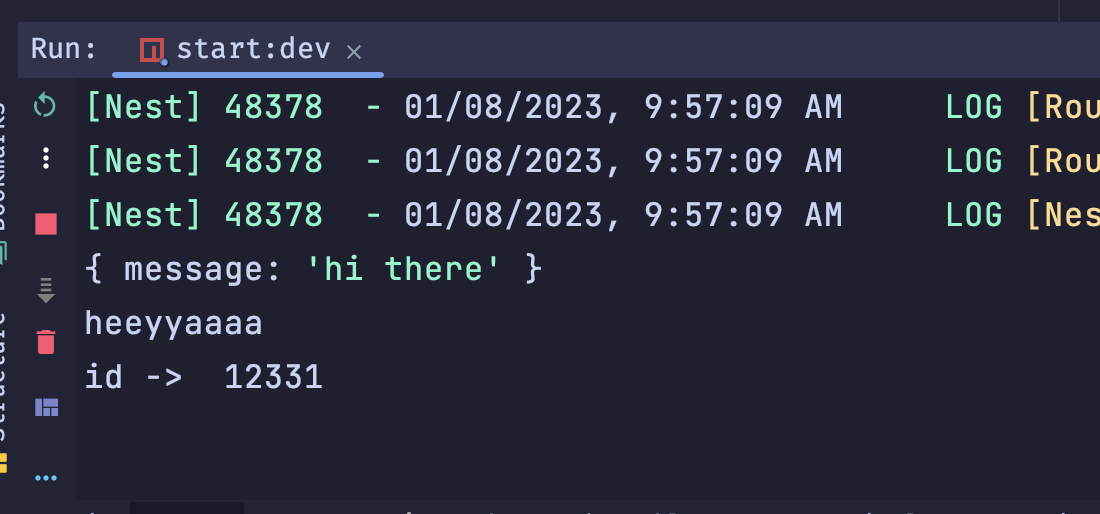 Run: start:dev ×
[Nest] 48378  - 01/08/2023, 9:57:09 AM     LOG [Rou
[Nest] 48378  - 01/08/2023, 9:57:09 AM     LOG [Rou
[Nest] 48378  - 01/08/2023, 9:57:09 AM     LOG [Nes
{ message: 'hi there' }
heeyyaaaa
id ->  12331
Bookmarks
Structure